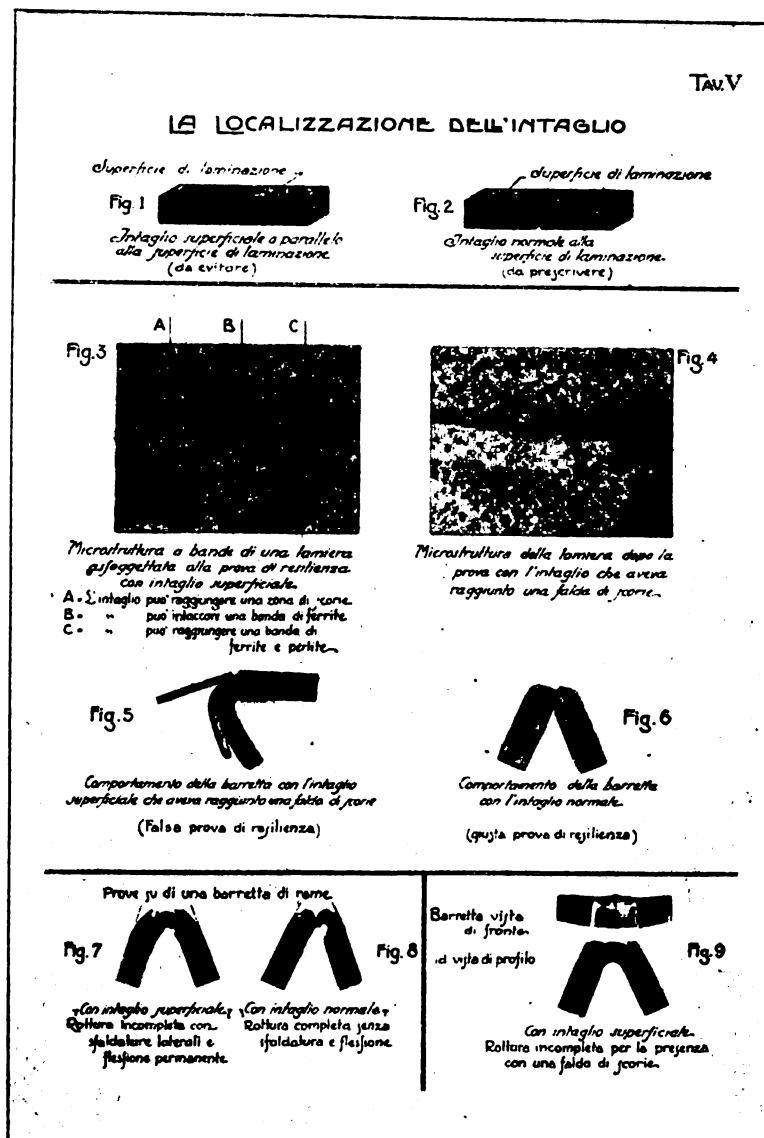 TAV. V
LA LOCALIZZAZIONE DELL'INTAGLIO
Superficie di laminazione
Fig. 1
Intaglio superficiale o parallelo
alla superficie di laminazione
(da evitare)
Superficie di laminazione
Fig. 2
Intaglio normale alla
superficie di laminazione.
(da prescrivere)
A B C
Fig. 3
Microstruttura a bande di una lamiera
assoggettata alla prova di resilienza
con intaglio superficiale.
A = L'intaglio può raggiungere una zona di scorie.
B = " può intaccare una banda di ferrite
C = " può raggiungere una banda di
ferrite e perlite.
Fig. 4
Microstruttura della lamiera dopo la
prova con l'intaglio che aveva
raggiunto una falda di scorie.
Fig. 5
Comportamento della barretta con l'intaglio
superficiale che aveva raggiunto una falda di scorie
(Falsa prova di resilienza)
Fig. 6
Comportamento della barretta
con l'intaglio normale.
(giusta prova di resilienza)
Prove su di una barretta di rame.
Fig. 7
Con intaglio superficiale.
Rottura incompleta con
sfaldature laterali e
flessione permanente
Fig. 8
Con intaglio normale.
Rottura completa senza
sfaldatura e flessione
Barretta vista
di fronte.
id vista di profilo
Fig. 9
Con intaglio superficiale.
Rottura incompleta per la presenza
con una falda di scorie.